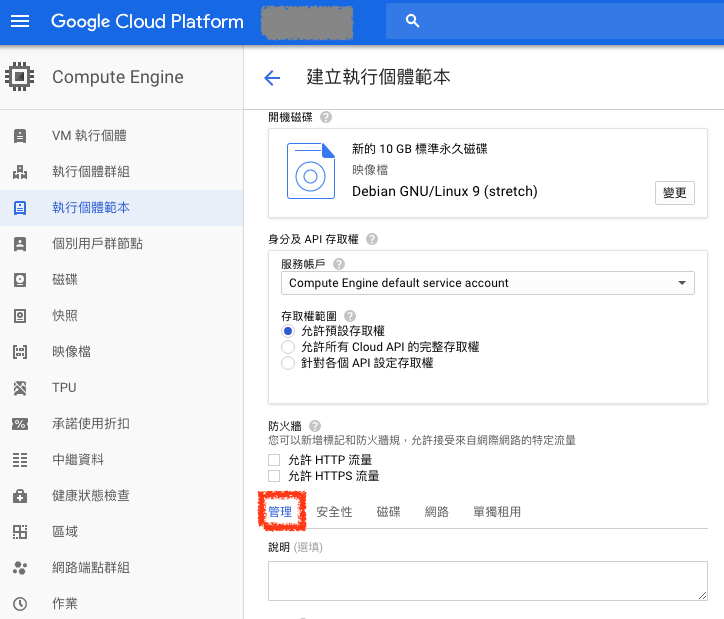 Google Cloud Platform
Compute Engine
VM 執行個體
執行個體群組
執行個體範本
個別用戶群節點
磁碟
快照
映像檔
TPU
承諾使用折扣
中繼資料
健康狀態檢查
區域
網路端點群組
作業
建立執行個體範本
開機磁碟
新的 10 GB 標準永久磁碟
映像檔
Debian GNU/Linux 9 (stretch)
變更
身分及 API 存取權
服務帳戶
Compute Engine default service account
存取權範圍
允許預設存取權
允許所有 Cloud API 的完整存取權
針對各個 API 設定存取權
防火牆
您可以新增標記和防火牆規，允許接受來自網際網路的特定流量
允許 HTTP 流量
允許 HTTPS 流量
管理 安全性 磁碟 網路 單獨租用
說明 (選填)